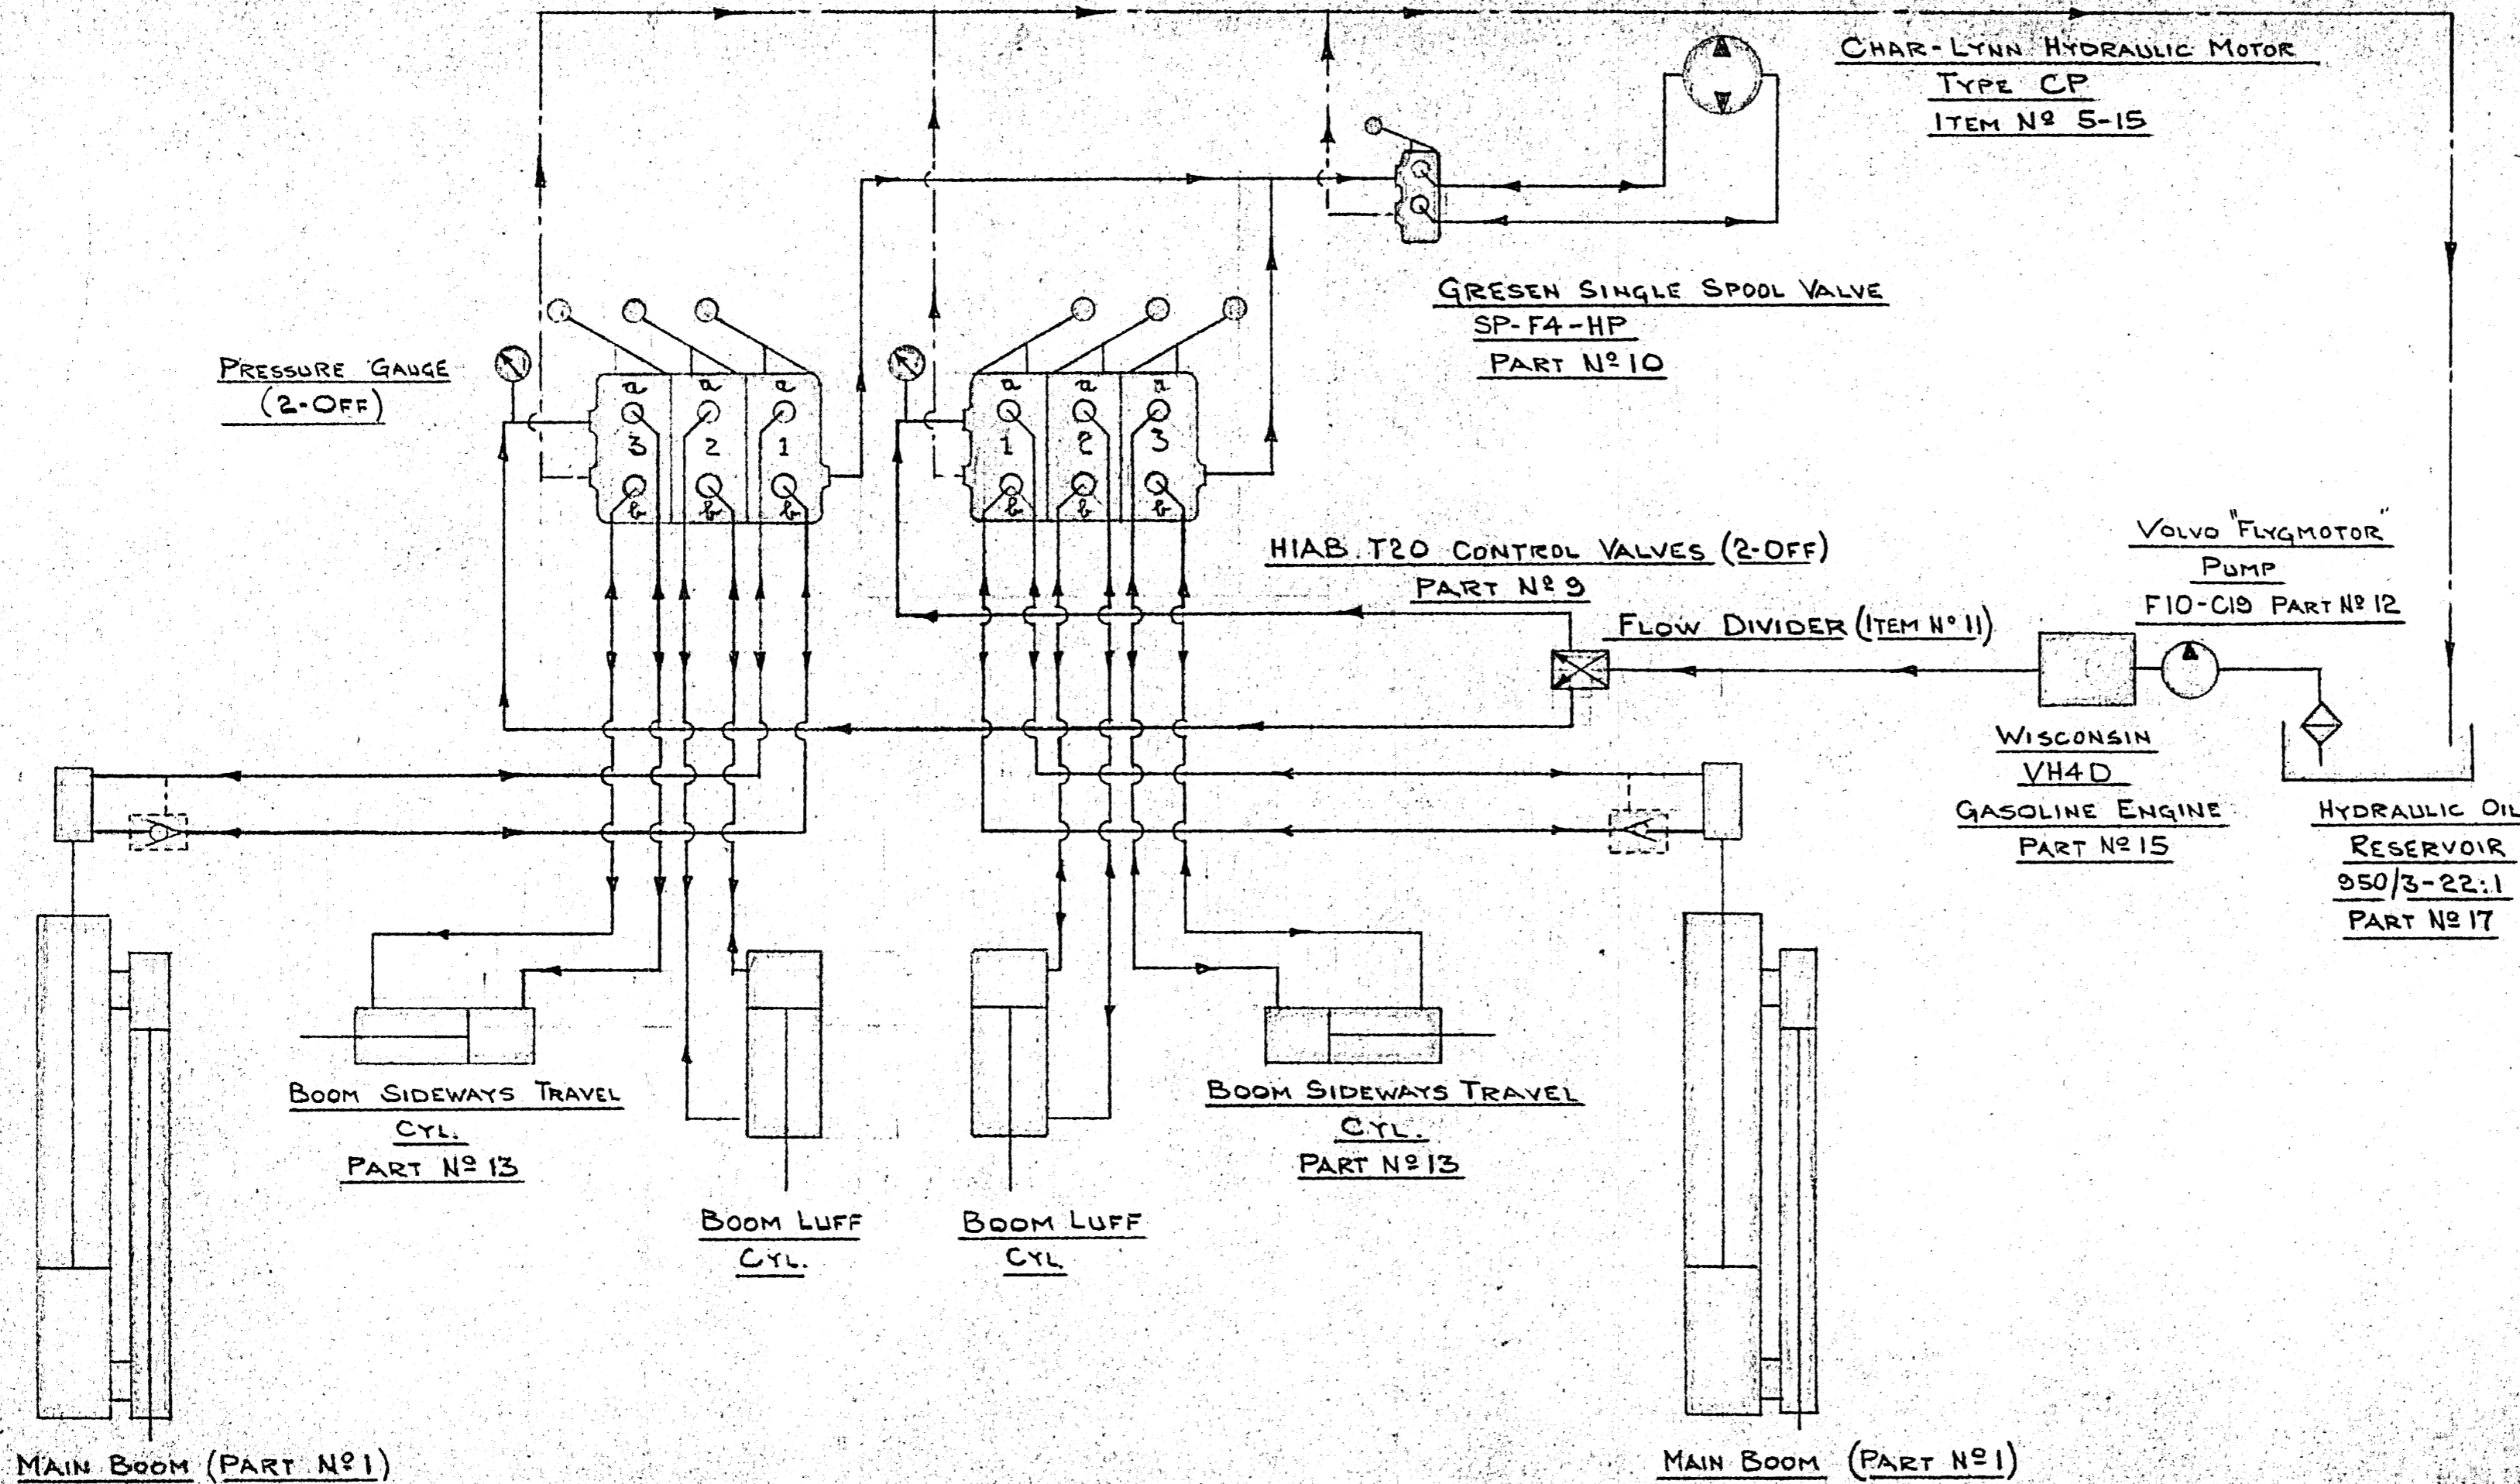 CHAR-LYNN HYDRAULIC MOTOR
TYPE CP
ITEM Nº 5-15
GRESEN SINGLE SPOOL VALVE
SP-F4-HP
PART Nº 10
PRESSURE GAUGE
(2-OFF)
a a a
3 2 1
b b b
a a a
1 2 3
b b b
HIAB. T20 CONTROL VALVES (2-OFF)
PART Nº 9
FLOW DIVIDER (ITEM Nº 11)
VOLVO "FLYGMOTOR"
PUMP
F10-C19 PART Nº 12
WISCONSIN
VH4D
GASOLINE ENGINE
PART Nº 15
HYDRAULIC OIL
RESERVOIR
950/3-22:1
PART Nº 17
BOOM SIDEWAYS TRAVEL
CYL.
PART Nº 13
BOOM LUFF
CYL.
BOOM LUFF
CYL
BOOM SIDEWAYS TRAVEL
CYL.
PART Nº 13
MAIN BOOM (PART Nº 1)
MAIN BOOM (PART Nº 1)